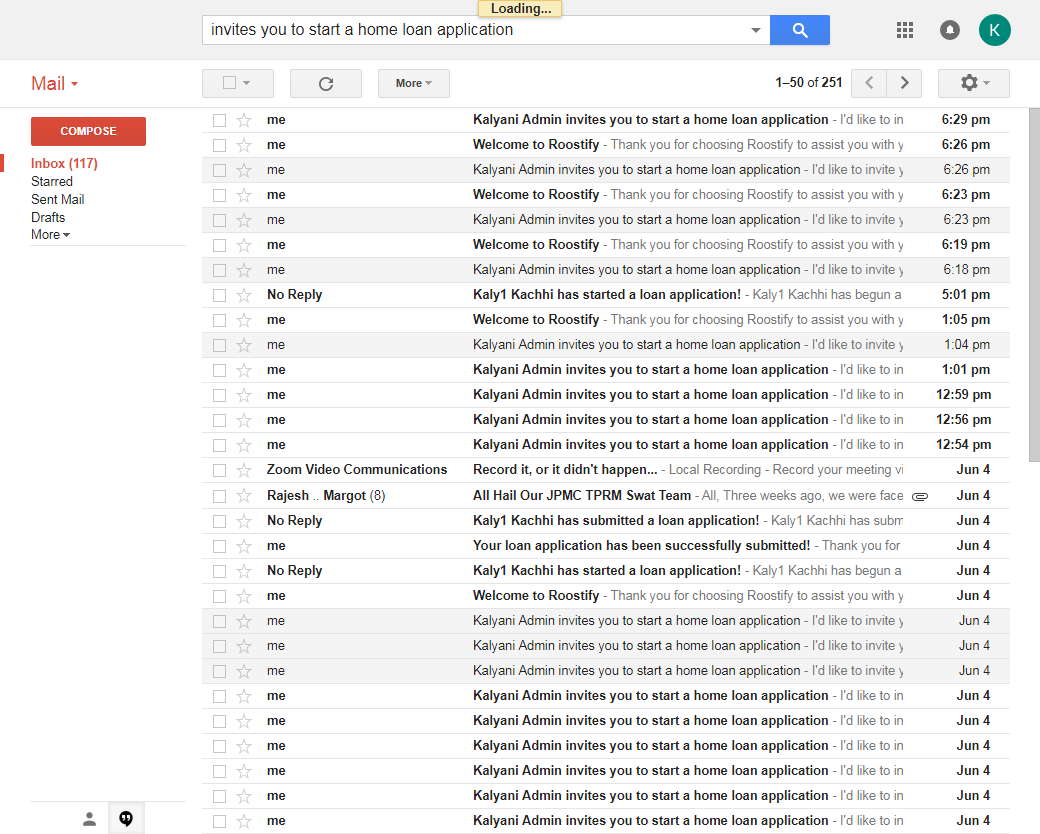 Loading...
invites you to start a home loan application
K
Mail
More
1–50 of 251
COMPOSE
Inbox (117)
Starred
Sent Mail
Drafts
More
me Kalyani Admin invites you to start a home loan application - I'd like to in 6:29 pm
me Welcome to Roostify - Thank you for choosing Roostify to assist you with y 6:26 pm
me Kalyani Admin invites you to start a home loan application - I'd like to invite y 6:26 pm
me Welcome to Roostify - Thank you for choosing Roostify to assist you with y 6:23 pm
me Kalyani Admin invites you to start a home loan application - I'd like to invite y 6:23 pm
me Welcome to Roostify - Thank you for choosing Roostify to assist you with y 6:19 pm
me Kalyani Admin invites you to start a home loan application - I'd like to invite y 6:18 pm
No Reply Kaly1 Kachhi has started a loan application! - Kaly1 Kachhi has begun a 5:01 pm
me Welcome to Roostify - Thank you for choosing Roostify to assist you with y 1:05 pm
me Kalyani Admin invites you to start a home loan application - I'd like to invite y 1:04 pm
me Kalyani Admin invites you to start a home loan application - I'd like to in 1:01 pm
me Kalyani Admin invites you to start a home loan application - I'd like to in 12:59 pm
me Kalyani Admin invites you to start a home loan application - I'd like to in 12:56 pm
me Kalyani Admin invites you to start a home loan application - I'd like to in 12:54 pm
Zoom Video Communications Record it, or it didn't happen... - Local Recording - Record your meeting vi Jun 4
Rajesh .. Margot (8) All Hail Our JPMC TPRM Swat Team - All, Three weeks ago, we were face Jun 4
No Reply Kaly1 Kachhi has submitted a loan application! - Kaly1 Kachhi has subm Jun 4
me Your loan application has been successfully submitted! - Thank you for Jun 4
No Reply Kaly1 Kachhi has started a loan application! - Kaly1 Kachhi has begun a Jun 4
me Welcome to Roostify - Thank you for choosing Roostify to assist you with y Jun 4
me Kalyani Admin invites you to start a home loan application - I'd like to invite y Jun 4
me Kalyani Admin invites you to start a home loan application - I'd like to invite y Jun 4
me Kalyani Admin invites you to start a home loan application - I'd like to invite y Jun 4
me Kalyani Admin invites you to start a home loan application - I'd like to in Jun 4
me Kalyani Admin invites you to start a home loan application - I'd like to in Jun 4
me Kalyani Admin invites you to start a home loan application - I'd like to in Jun 4
me Kalyani Admin invites you to start a home loan application - I'd like to in Jun 4
me Kalyani Admin invites you to start a home loan application - I'd like to in Jun 4
me Kalyani Admin invites you to start a home loan application - I'd like to in Jun 4